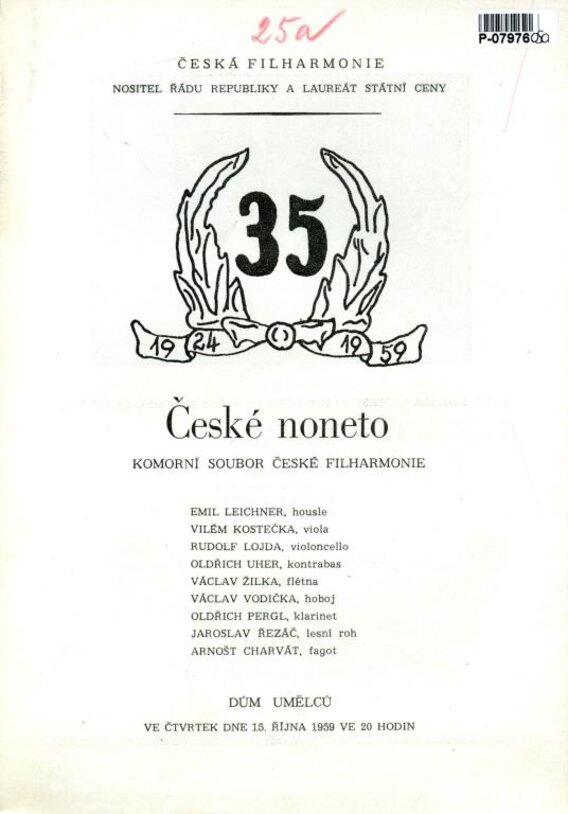 25a
P-07976
ČESKÁ FILHARMONIE
NOSITEL ŘÁDU REPUBLIKY A LAUREÁT STÁTNÍ CENY
35
19 24 19 59
České noneto
KOMORNÍ SOUBOR ČESKÉ FILHARMONIE
EMIL LEICHNER, housle
VILÉM KOSTEČKA, viola
RUDOLF LOJDA, violoncello
OLDŘICH UHER, kontrabas
VÁCLAV ŽILKA, flétna
VÁCLAV VODIČKA, hoboj
OLDŘICH PERGL, klarinet
JAROSLAV ŘEZÁČ, lesní roh
ARNOŠT CHARVÁT, fagot
DŮM UMĚLCŮ
VE ČTVRTEK DNE 15. ŘÍJNA 1959 VE 20 HODIN